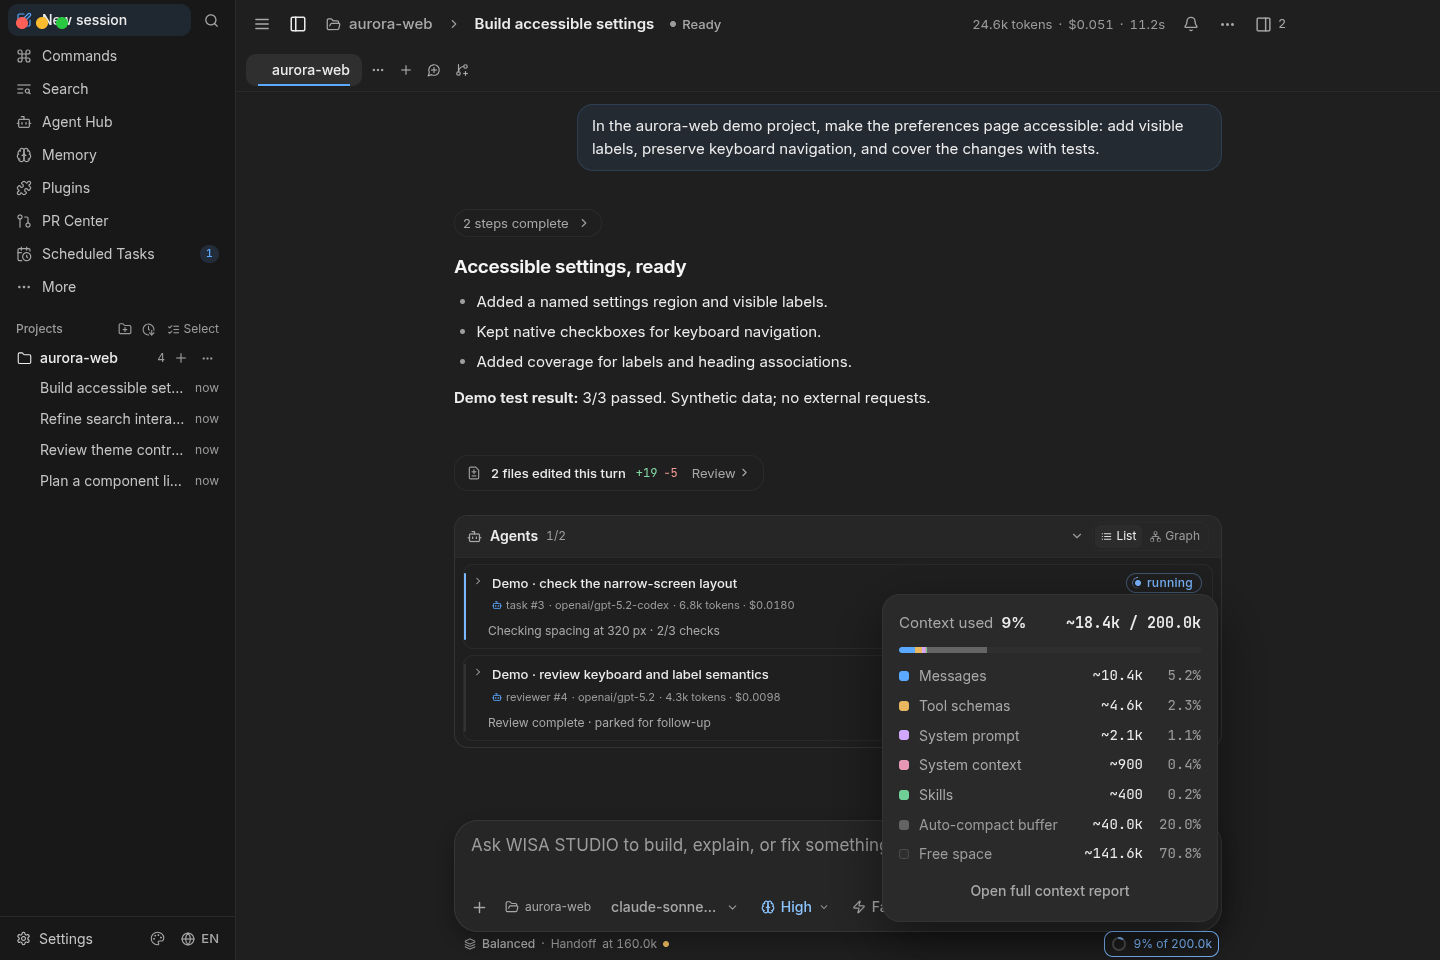 New session
Commands
Search
Agent Hub
Memory
Plugins
PR Center
Scheduled Tasks 1
More
Projects Select
aurora-web 4
Build accessible set... now
Refine search intera... now
Review theme contr... now
Plan a component li... now
Settings EN
aurora-web Build accessible settings Ready 24.6k tokens · $0.051 · 11.2s 2
aurora-web
In the aurora-web demo project, make the preferences page accessible: add visible
labels, preserve keyboard navigation, and cover the changes with tests.
2 steps complete
Accessible settings, ready
• Added a named settings region and visible labels.
• Kept native checkboxes for keyboard navigation.
• Added coverage for labels and heading associations.
Demo test result: 3/3 passed. Synthetic data; no external requests.
2 files edited this turn +19 -5 Review
Agents 1/2 List Graph
Demo · check the narrow-screen layout running
task #3 · openai/gpt-5.2-codex · 6.8k tokens · $0.0180
Checking spacing at 320 px · 2/3 checks
Demo · review keyboard and label semantics
reviewer #4 · openai/gpt-5.2 · 4.3k tokens · $0.0098
Review complete · parked for follow-up
Context used 9% ~18.4k / 200.0k
Messages ~10.4k 5.2%
Tool schemas ~4.6k 2.3%
System prompt ~2.1k 1.1%
System context ~900 0.4%
Skills ~400 0.2%
Auto-compact buffer ~40.0k 20.0%
Free space ~141.6k 70.8%
Open full context report
Ask WISA STUDIO to build, explain, or fix something
aurora-web claude-sonne... High
Balanced · Handoff at 160.0k 9% of 200.0k